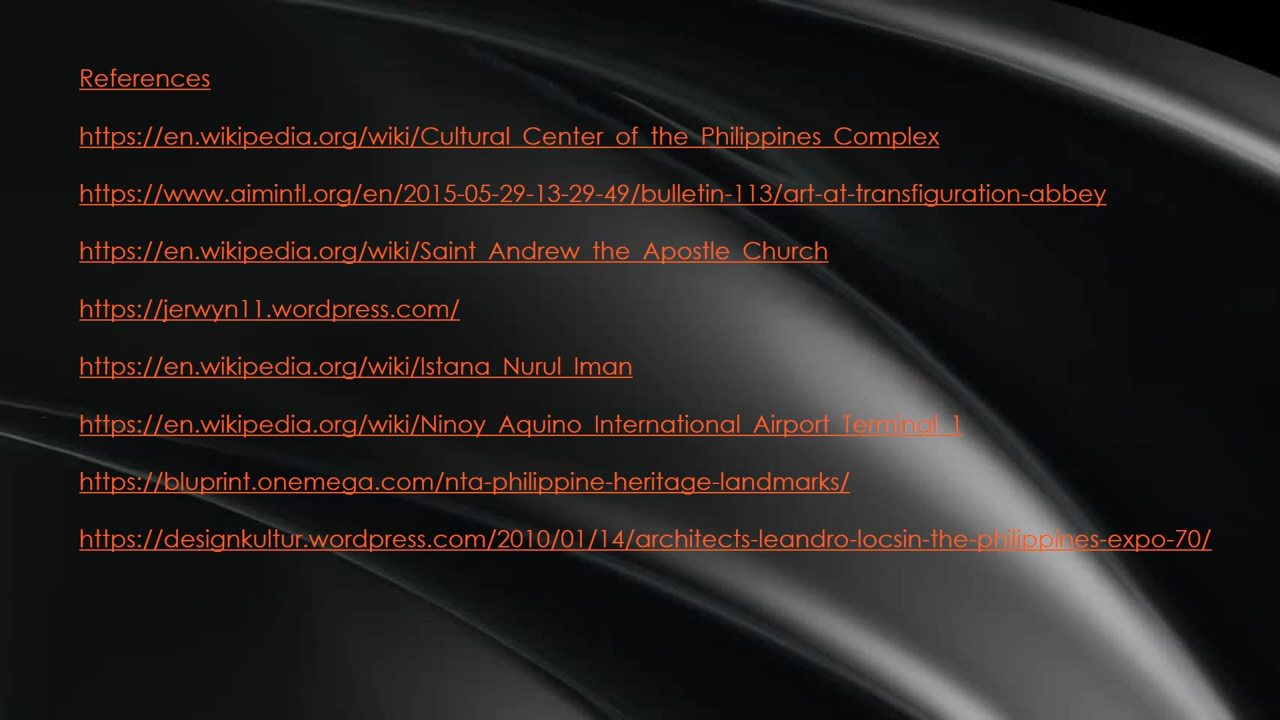 References
https://en.wikipedia.org/wiki/Cultural_Center_of_the_Philippines_Complex
https://www.aimintl.org/en/2015-05-29-13-29-49/bulletin-113/art-at-transfiguration-abbey
https://en.wikipedia.org/wiki/Saint_Andrew_the_Apostle_Church
https://jerwyn11.wordpress.com/
https://en.wikipedia.org/wiki/Istana_Nurul_Iman
https://en.wikipedia.org/wiki/Ninoy_Aquino_International_Airport_Terminal_1
https://bluprint.onemega.com/nta-philippine-heritage-landmarks/
https://designkultur.wordpress.com/2010/01/14/architects-leandro-locsin-the-philippines-expo-70/